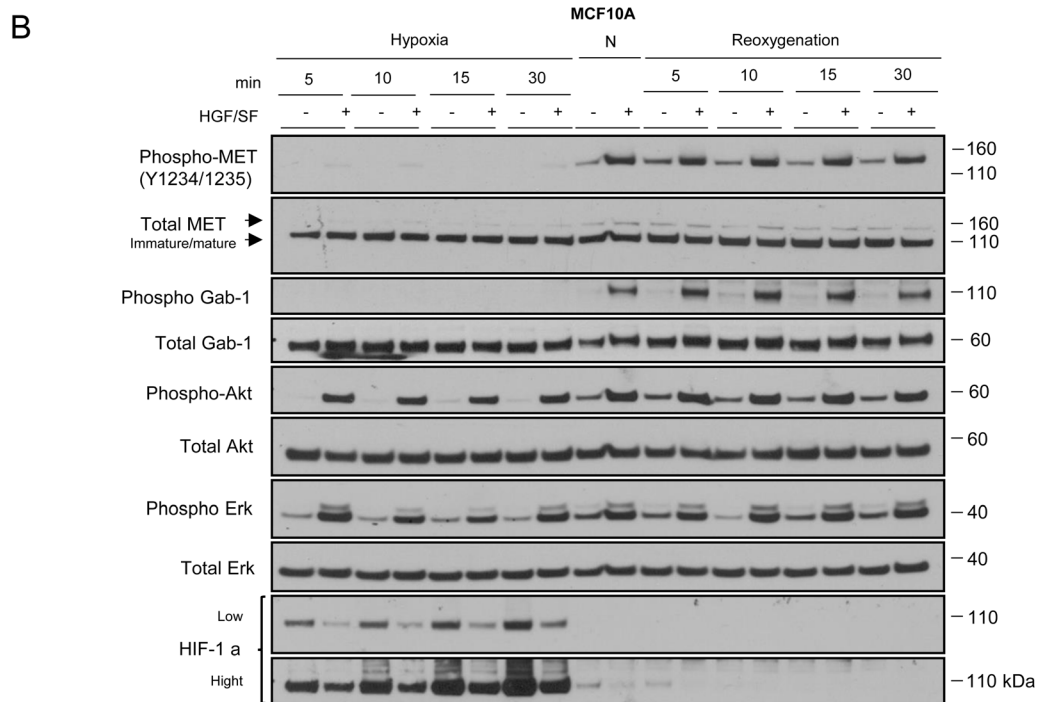 B
MCF10A
Hypoxia N Reoxygenation
min 5 10 15 30 5 10 15 30
HGF/SF - + - + - + - + - + - + - + - + - +
Phospho-MET
(Y1234/1235)
160
110
Total MET
Immature/mature
160
110
Phospho Gab-1 110
Total Gab-1 60
Phospho-Akt 60
Total Akt 60
Phospho Erk 40
Total Erk 40
HIF-1 a
Low 110
Hight 110 kDa